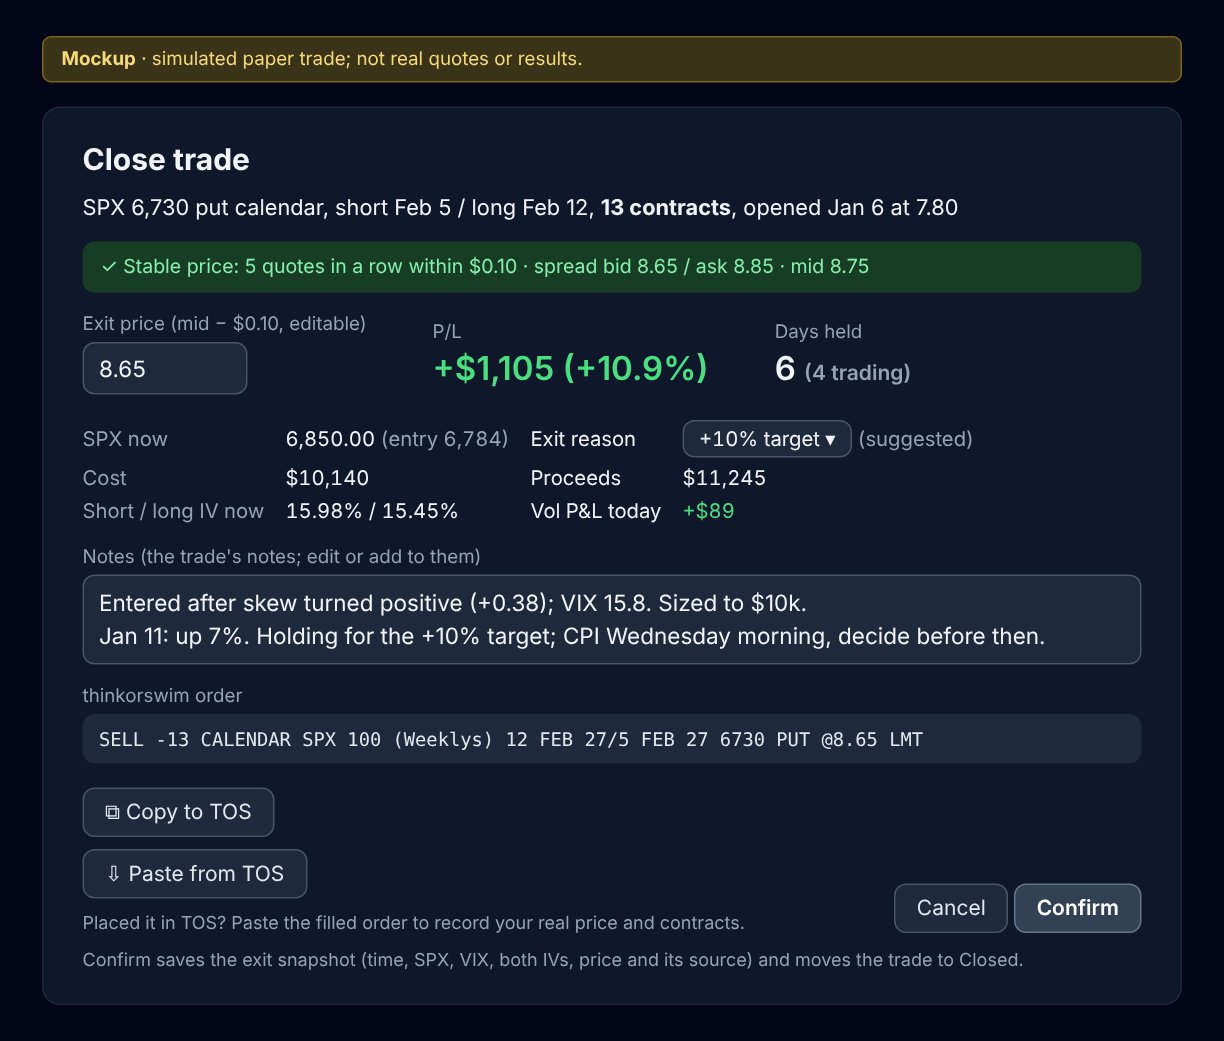 Mockup · simulated paper trade; not real quotes or results.
Close trade
SPX 6,730 put calendar, short Feb 5 / long Feb 12, 13 contracts, opened Jan 6 at 7.80
✓ Stable price: 5 quotes in a row within $0.10 · spread bid 8.65 / ask 8.85 · mid 8.75
Exit price (mid − $0.10, editable)
8.65
P/L
+$1,105 (+10.9%)
Days held
6 (4 trading)
SPX now 6,850.00 (entry 6,784) Exit reason +10% target ▾ (suggested)
Cost $10,140 Proceeds $11,245
Short / long IV now 15.98% / 15.45% Vol P&L today +$89
Notes (the trade's notes; edit or add to them)
Entered after skew turned positive (+0.38); VIX 15.8. Sized to $10k.
Jan 11: up 7%. Holding for the +10% target; CPI Wednesday morning, decide before then.
thinkorswim order
SELL -13 CALENDAR SPX 100 (Weeklys) 12 FEB 27/5 FEB 27 6730 PUT @8.65 LMT
⧉ Copy to TOS
⇩ Paste from TOS
Placed it in TOS? Paste the filled order to record your real price and contracts.
Cancel
Confirm
Confirm saves the exit snapshot (time, SPX, VIX, both IVs, price and its source) and moves the trade to Closed.